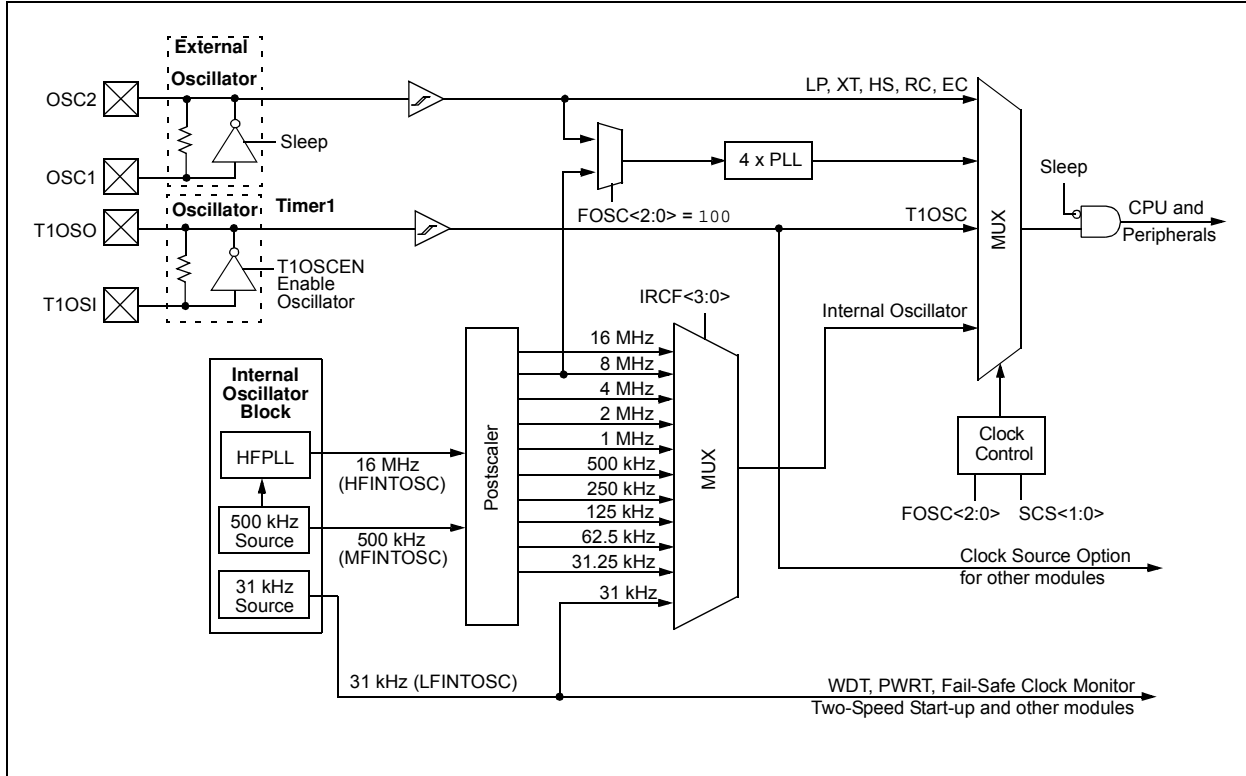 External
Oscillator
OSC2
OSC1
Sleep
LP, XT, HS, RC, EC
4 x PLL
FOSC<2:0> = 100
Oscillator
Timer1
T1OSO
T1OSI
T1OSCEN
Enable
Oscillator
T1OSC
Sleep
MUX
CPU and
Peripherals
IRCF<3:0>
Internal Oscillator
Internal
Oscillator
Block
HFPLL
500 kHz
Source
31 kHz
Source
16 MHz
(HFINTOSC)
500 kHz
(MFINTOSC)
Postscaler
16 MHz
8 MHz
4 MHz
2 MHz
1 MHz
500 kHz
250 kHz
125 kHz
62.5 kHz
31.25 kHz
31 kHz
MUX
Clock
Control
FOSC<2:0>
SCS<1:0>
Clock Source Option
for other modules
31 kHz (LFINTOSC)
WDT, PWRT, Fail-Safe Clock Monitor
Two-Speed Start-up and other modules